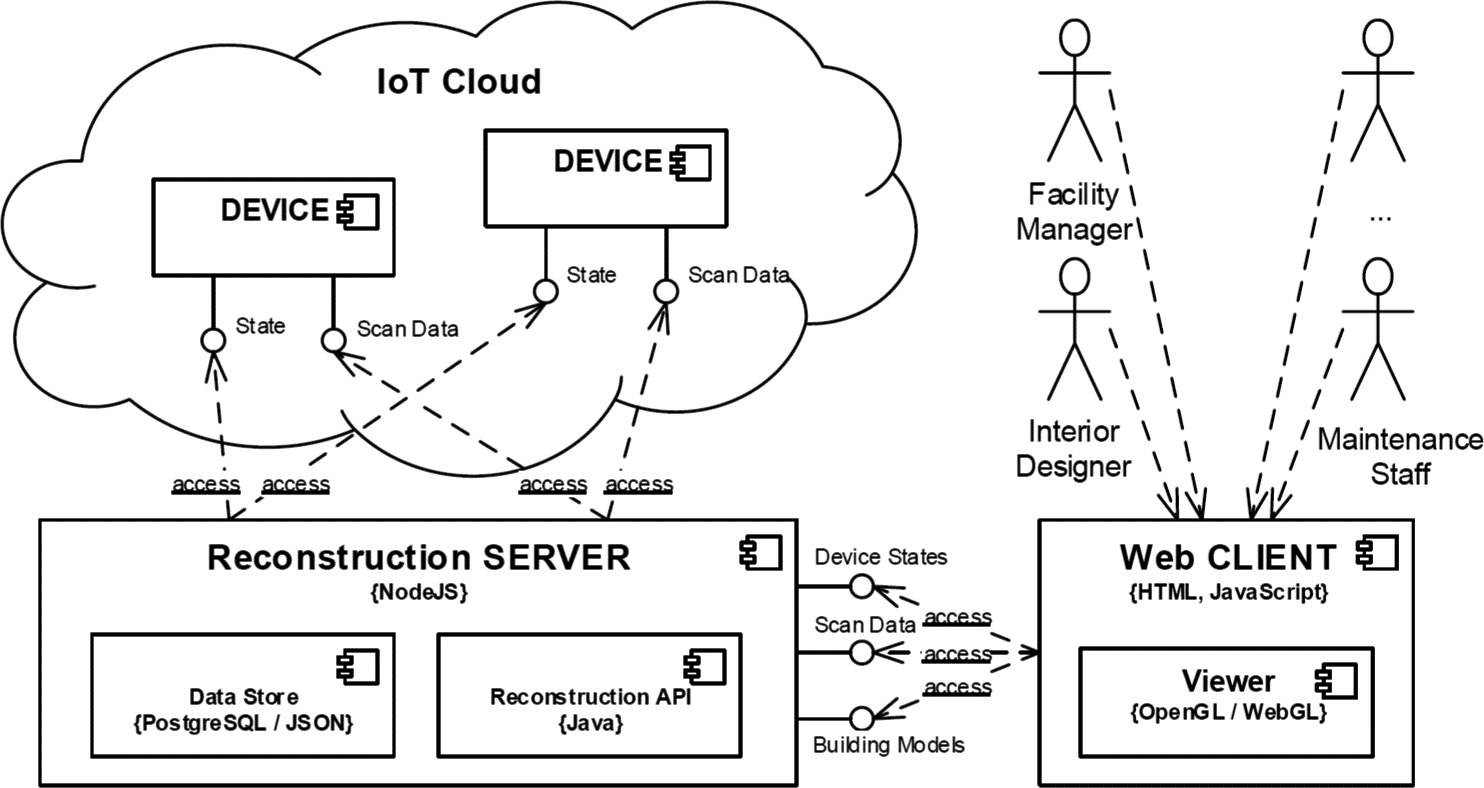 IoT Cloud
DEVICE
DEVICE
State
Scan Data
State
Scan Data
Facility
Manager
...
Interior
Designer
Maintenance
Staff
access
access
access
access
Reconstruction SERVER
{NodeJS}
Data Store
{PostgreSQL / JSON}
Reconstruction API
{Java}
Device States
Scan Data
Building Models
access
access
access
Web CLIENT
{HTML, JavaScript}
Viewer
{OpenGL / WebGL}